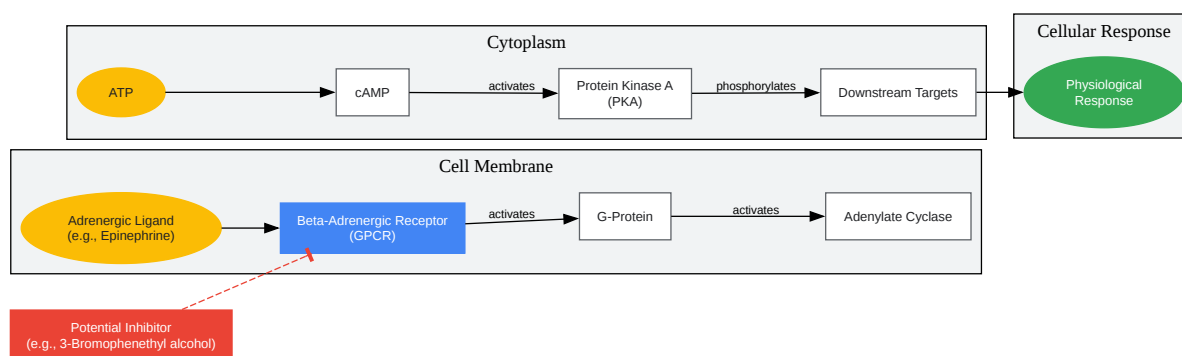 Cytoplasm
Cellular Response
ATP
cAMP
activates
Protein Kinase A
(PKA)
phosphorylates
Downstream Targets
Physiological
Response
Cell Membrane
Adrenergic Ligand
(e.g., Epinephrine)
Beta-Adrenergic Receptor
(GPCR)
activates
G-Protein
activates
Adenylate Cyclase
Potential Inhibitor
(e.g., 3-Bromophenethyl alcohol)